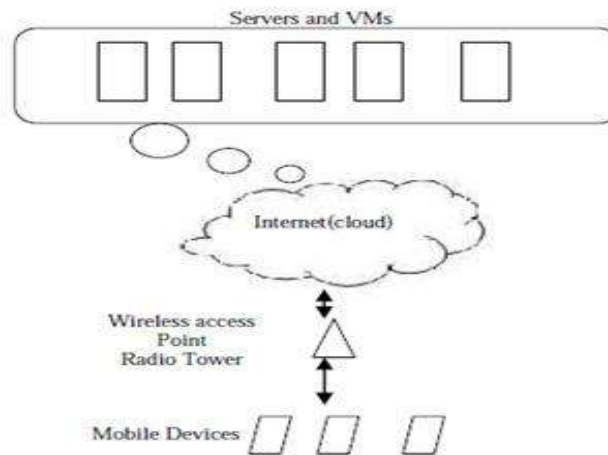 Servers and VMs
Internet(cloud)
Wireless access
Point
Radio Tower
Mobile Devices